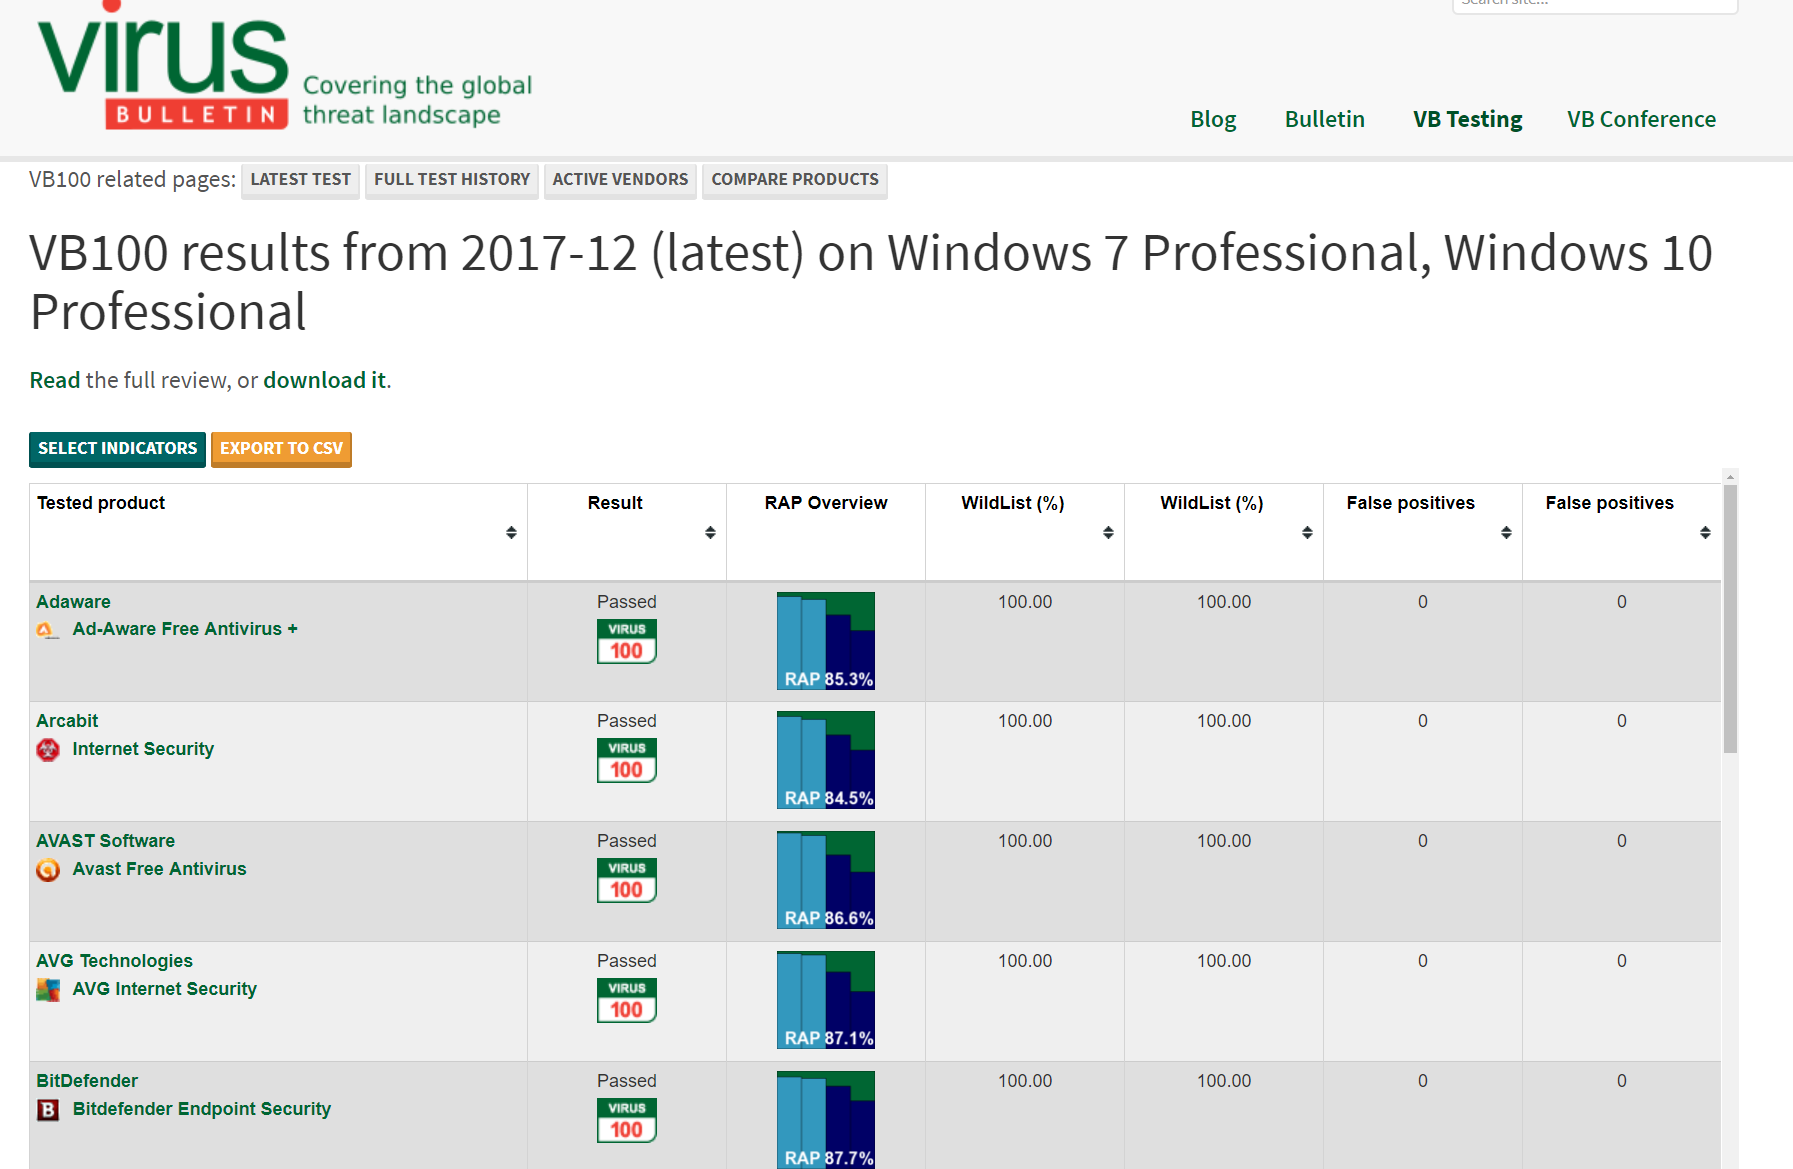 Search site...
virus
BULLETIN
Covering the global
threat landscape
Blog Bulletin VB Testing VB Conference
VB100 related pages: LATEST TEST FULL TEST HISTORY ACTIVE VENDORS COMPARE PRODUCTS
VB100 results from 2017-12 (latest) on Windows 7 Professional, Windows 10
Professional
Read the full review, or download it.
SELECT INDICATORS EXPORT TO CSV
Tested product Result RAP Overview WildList (%) WildList (%) False positives False positives
Adaware Passed 100.00 100.00 0 0
Ad-Aware Free Antivirus + VIRUS
100
RAP 85.3%
Arcabit Passed 100.00 100.00 0 0
Internet Security VIRUS
100
RAP 84.5%
AVAST Software Passed 100.00 100.00 0 0
Avast Free Antivirus VIRUS
100
RAP 86.6%
AVG Technologies Passed 100.00 100.00 0 0
AVG Internet Security VIRUS
100
RAP 87.1%
BitDefender Passed 100.00 100.00 0 0
B Bitdefender Endpoint Security VIRUS
100
RAP 87.7%